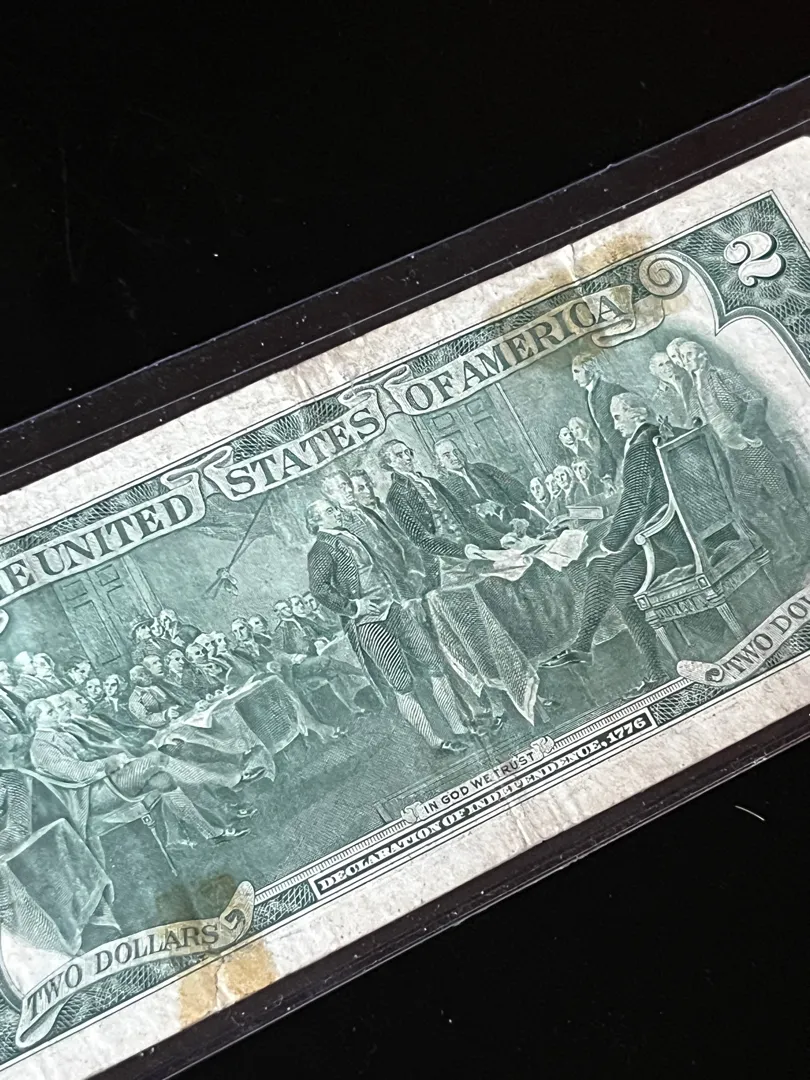 E UNITED STATES OF AMERICA
2
TWO DO
IN GOD WE TRUST
DECLARATION OF INDEPENDENCE, 1776
TWO DOLLARS